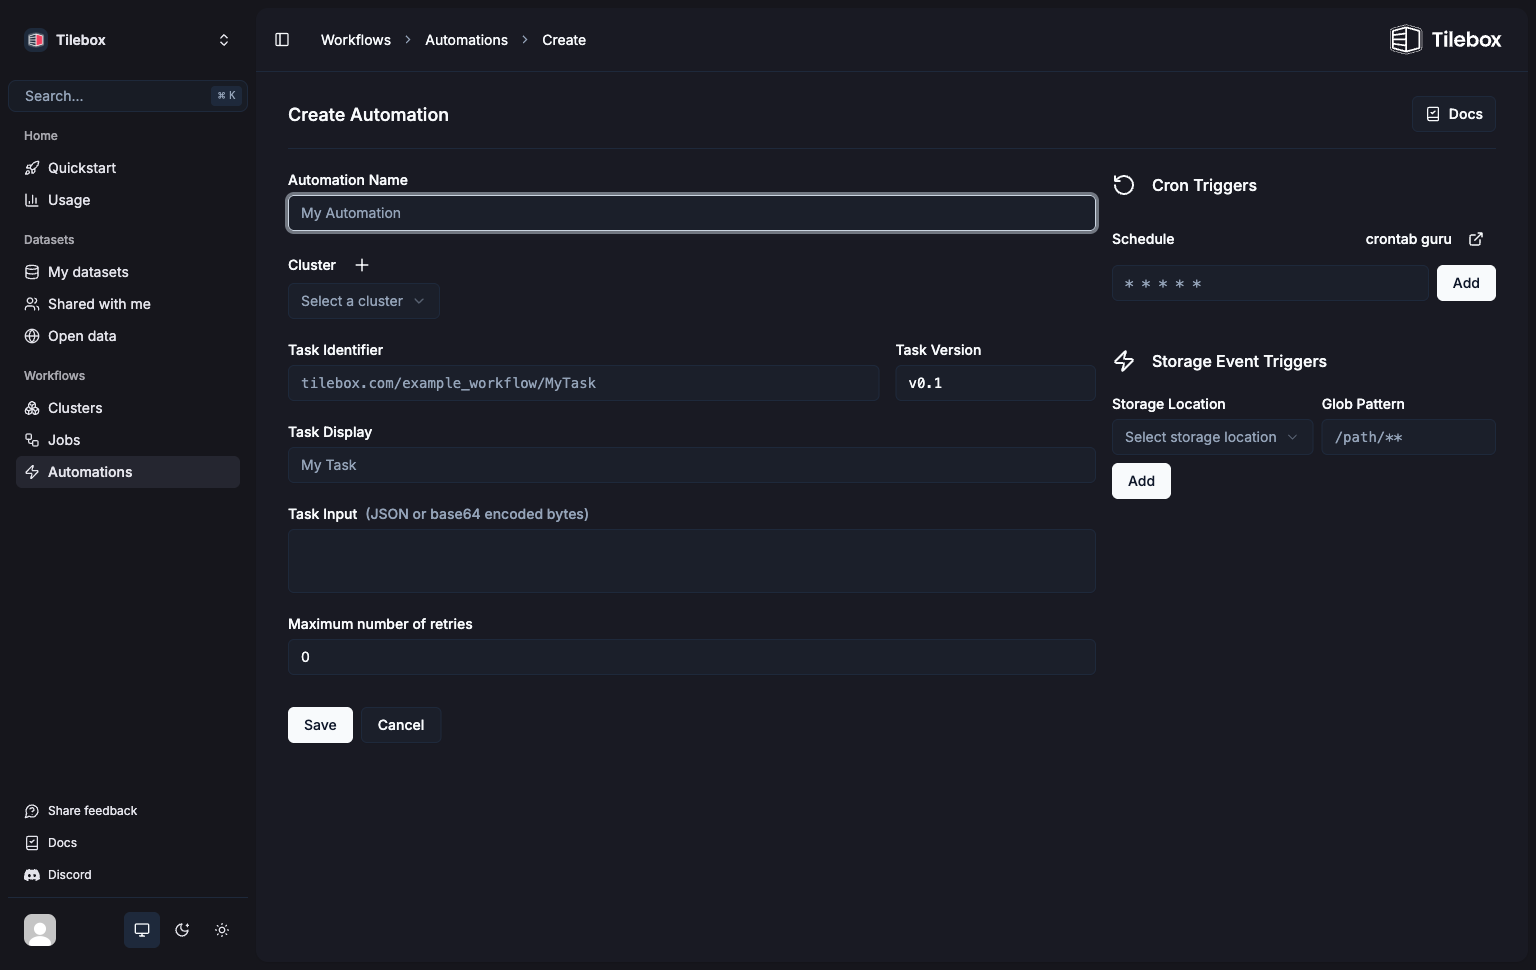 Tilebox
Search...
⌘ K
Home
Quickstart
Usage
Datasets
My datasets
Shared with me
Open data
Workflows
Clusters
Jobs
Automations
Share feedback
Docs
Discord
Workflows > Automations > Create
Tilebox
Create Automation
Docs
Automation Name
My Automation
Cluster +
Select a cluster
Task Identifier
tilebox.com/example_workflow/MyTask
Task Version
v0.1
Task Display
My Task
Task Input (JSON or base64 encoded bytes)
Maximum number of retries
0
Save
Cancel
Cron Triggers
Schedule
crontab guru
* * * * *
Add
Storage Event Triggers
Storage Location
Select storage location
Glob Pattern
/path/**
Add